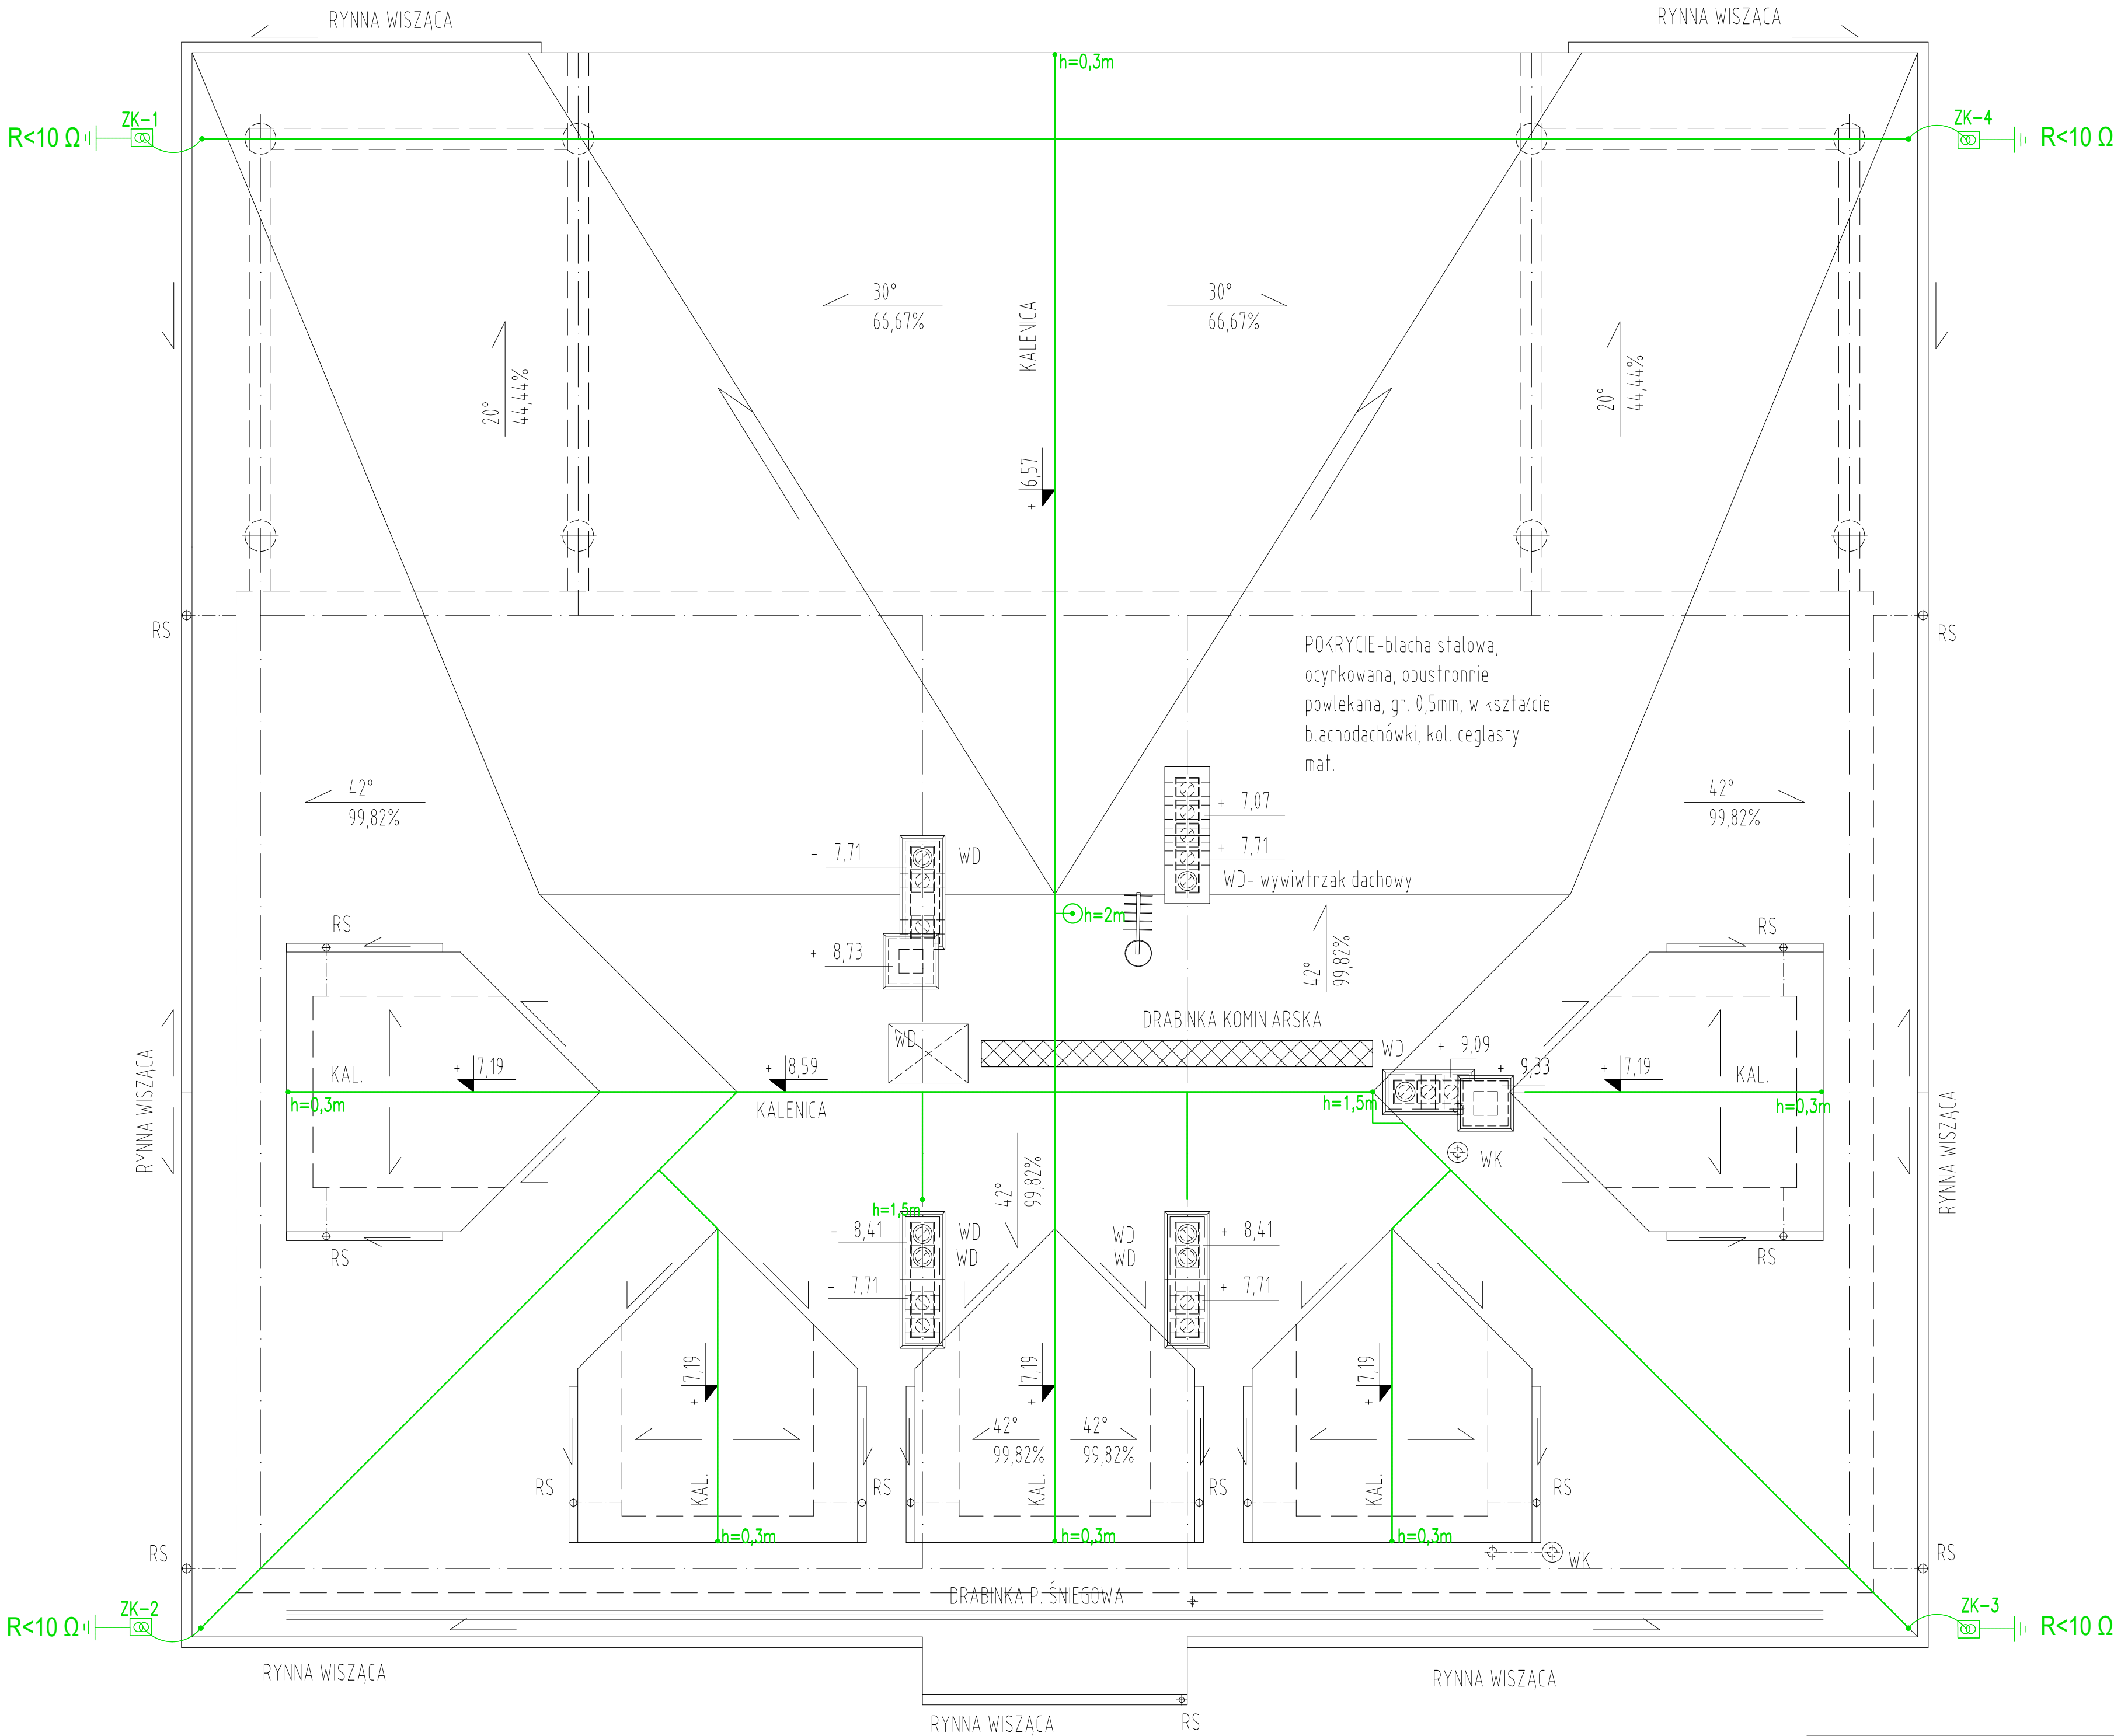 RYNNA WISZĄCA
RYNNA WISZĄCA
h=0,3m
ZK-1
R<10 Ω
ZK-4
R<10 Ω
30°
66,67%
30°
66,67%
KALENICA
20°
44,44%
20°
44,44%
+ 6,57
RS
RS
POKRYCIE-blacha stalowa,
ocynkowana, obustronnie
powlekana, gr. 0,5mm, w kształcie
blachodachówki, kol. ceglasty
mat.
42°
99,82%
42°
99,82%
+ 7,07
+ 7,71
WD
+ 7,71
WD- wywiwtrzak dachowy
h=2m
RS
RS
+ 8,73
42°
99,82%
DRABINKA KOMINIARSKA
WD
WD
+ 9,09
+ 9,33
KAL.
+ 7,19
+ 8,59
+ 7,19
KAL.
h=0,3m
KALENICA
h=1,5m
h=0,3m
RYNNA WISZĄCA
RYNNA WISZĄCA
WK
42°
99,82%
h=1,5m
RS
RS
+ 8,41
WD
WD
WD
WD
+ 8,41
+ 7,71
+ 7,71
+ 7,19
+ 7,19
+ 7,19
42°
99,82%
42°
99,82%
RS
KAL.
RS
KAL.
RS
KAL.
RS
h=0,3m
h=0,3m
h=0,3m
RS
WK
RS
DRABINKA P. ŚNIEGOWA
ZK-2
R<10 Ω
ZK-3
R<10 Ω
RYNNA WISZĄCA
RYNNA WISZĄCA
RYNNA WISZĄCA
RS